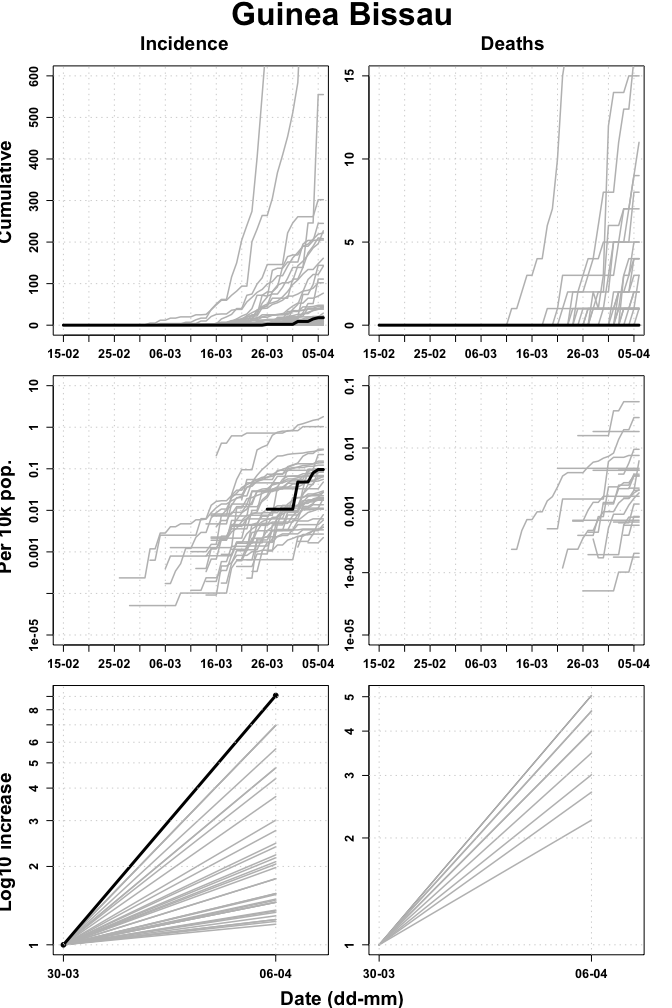 Guinea Bissau
Incidence Deaths
Cumulative
0 100 200 300 400 500 600
15-02 25-02 06-03 16-03 26-03 05-04
0 5 10 15
15-02 25-02 06-03 16-03 26-03 05-04
Per 10k pop.
1e-05 0.001 0.01 0.1 1 10
15-02 25-02 06-03 16-03 26-03 05-04
1e-05 1e-04 0.001 0.01 0.1
15-02 25-02 06-03 16-03 26-03 05-04
Log10 increase
1 2 3 4 5 6 8
30-03 06-04
1 2 3 4 5
30-03 06-04
Date (dd-mm)